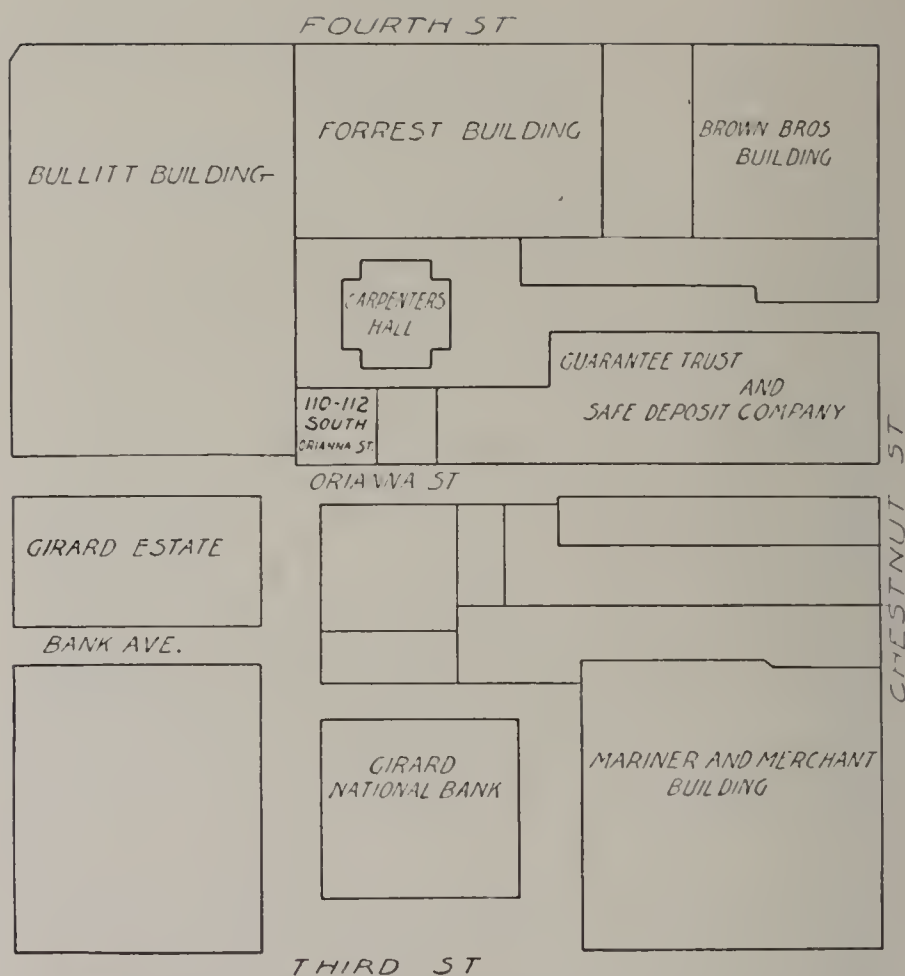 FOURTH ST
BULLITT BUILDING
FORREST BUILDING
BROWN BROS
BUILDING
CARPENTERS
HALL
GUARANTEE TRUST
AND
SAFE DEPOSIT COMPANY
110-112
SOUTH
ORIANNA ST.
ORIANNA ST
CHESTNUT ST
GIRARD ESTATE
BANK AVE.
GIRARD
NATIONAL BANK
MARINER AND MERCHANT
BUILDING
THIRD ST